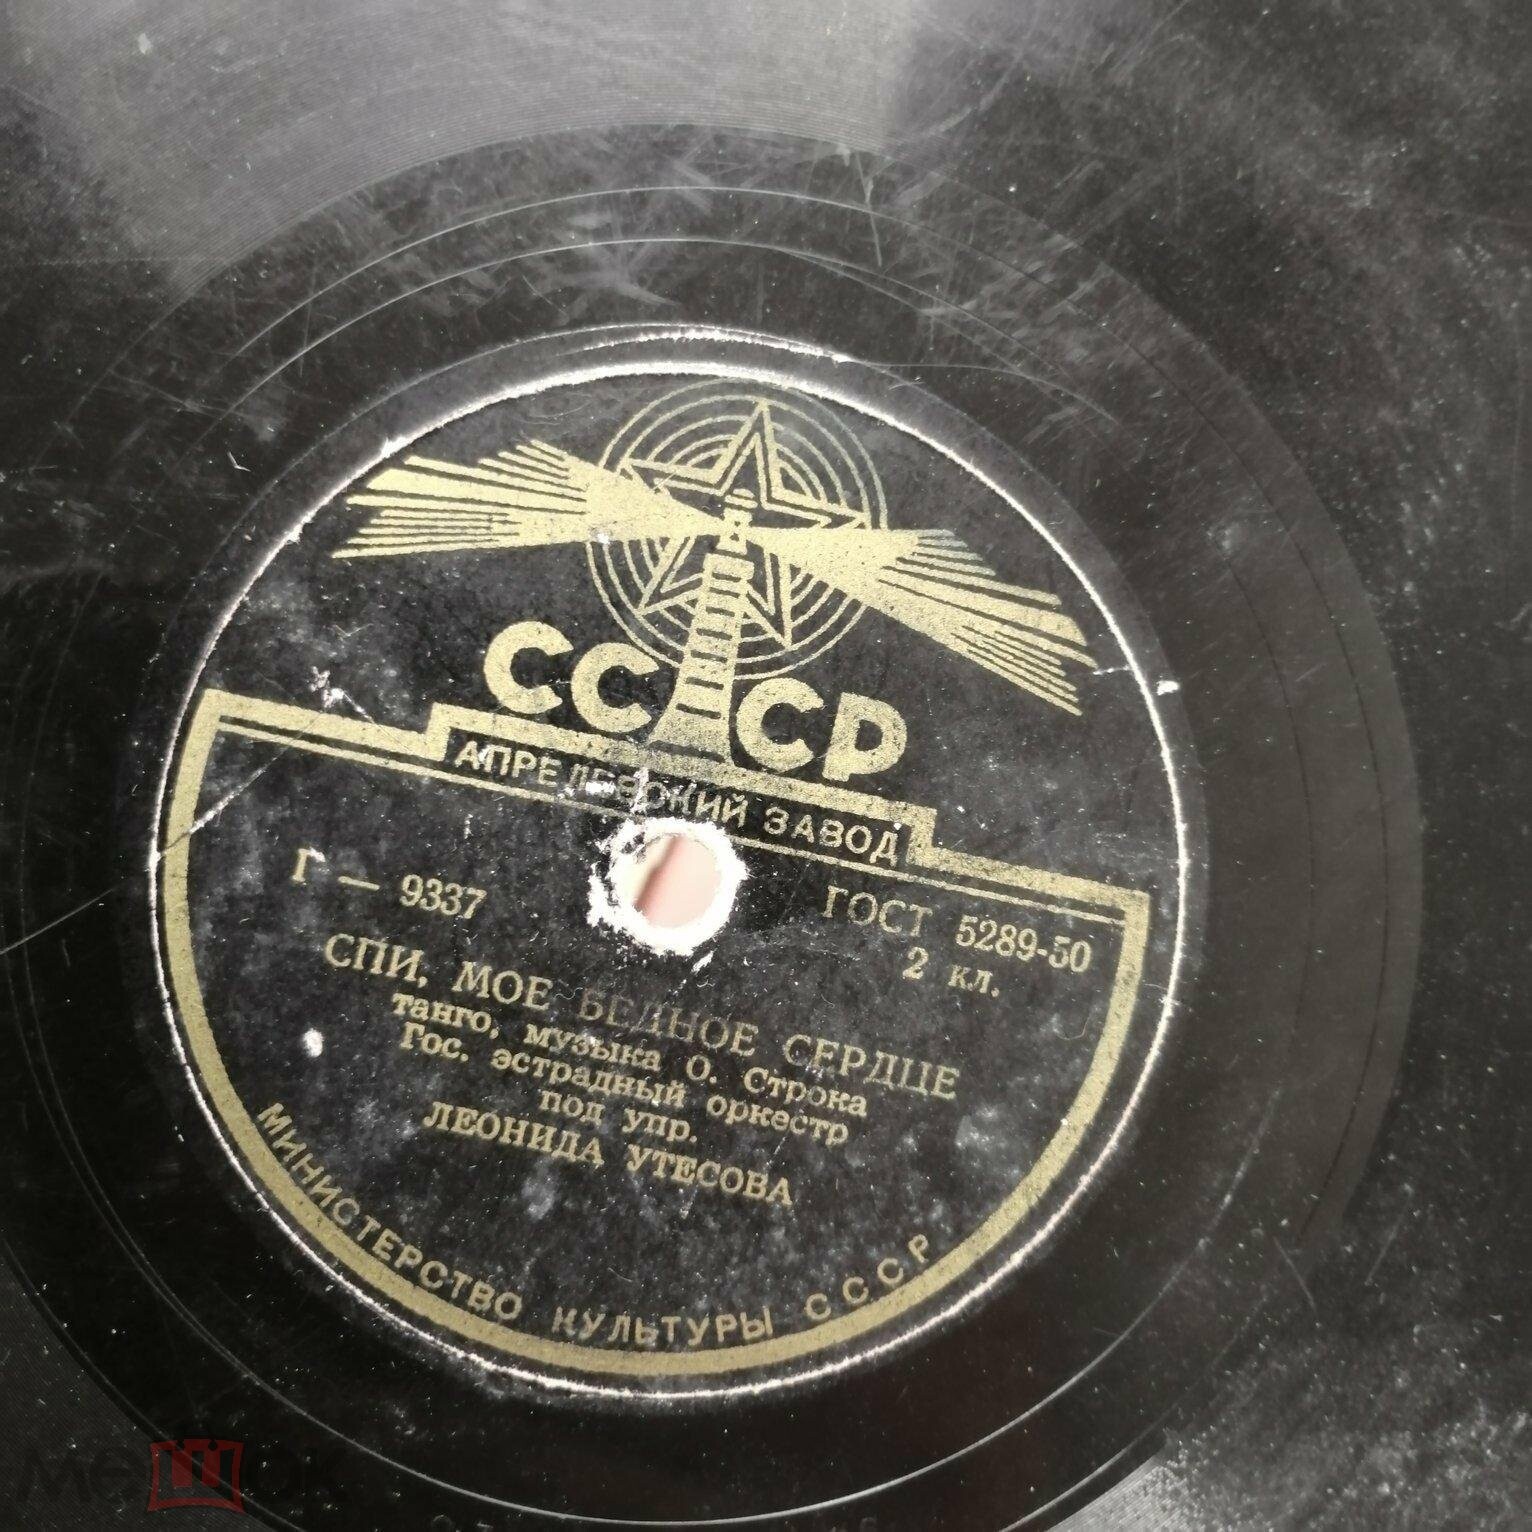 СССР
АПРЕЛЕВСКИЙ ЗАВОД
Г — 9337
ГОСТ 5289-50
2 кл.
СПИ, МОЕ БЕДНОЕ СЕРДЦЕ
танго, музыка О. Строка
Гос. эстрадный оркестр
под упр.
ЛЕОНИДА УТЕСОВА
МИНИСТЕРСТВО КУЛЬТУРЫ СССР
мешок